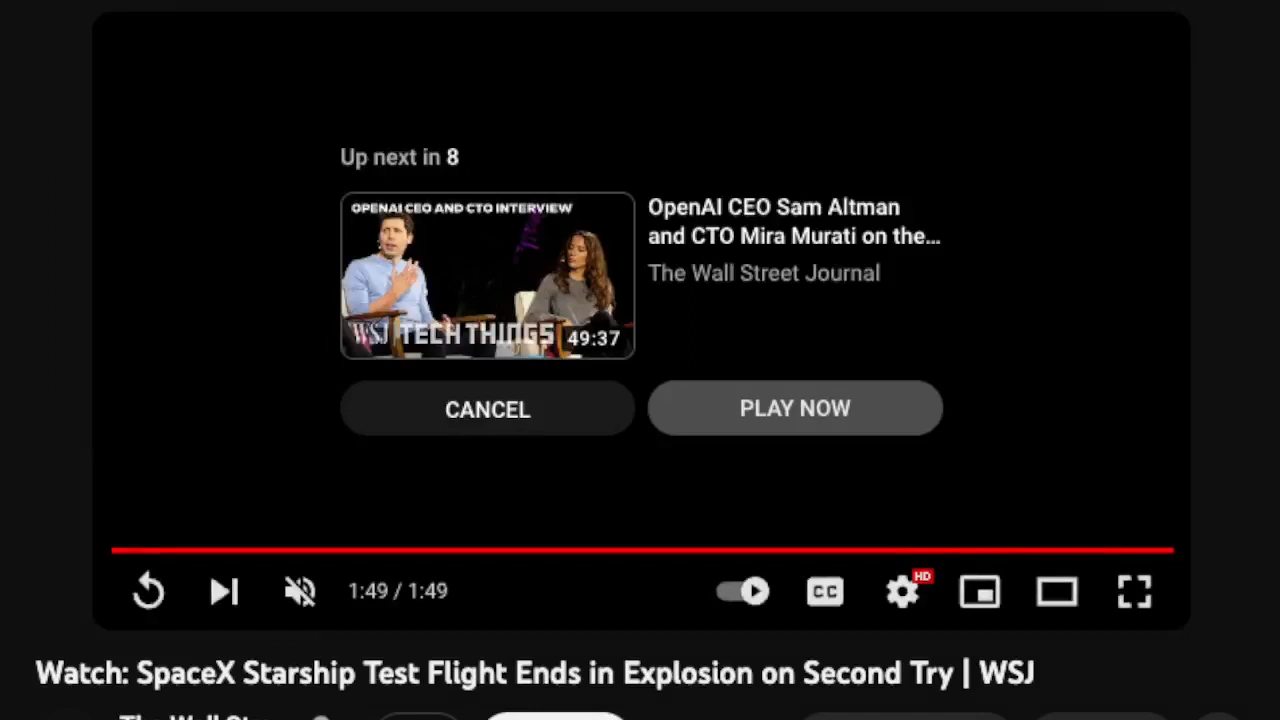 Up next in 8
OPENAI CEO AND CTO INTERVIEW
WSJ TECH THINGS
49:37
OpenAI CEO Sam Altman
and CTO Mira Murati on the...
The Wall Street Journal
CANCEL
PLAY NOW
1:49 / 1:49
CC
HD
Watch: SpaceX Starship Test Flight Ends in Explosion on Second Try | WSJ